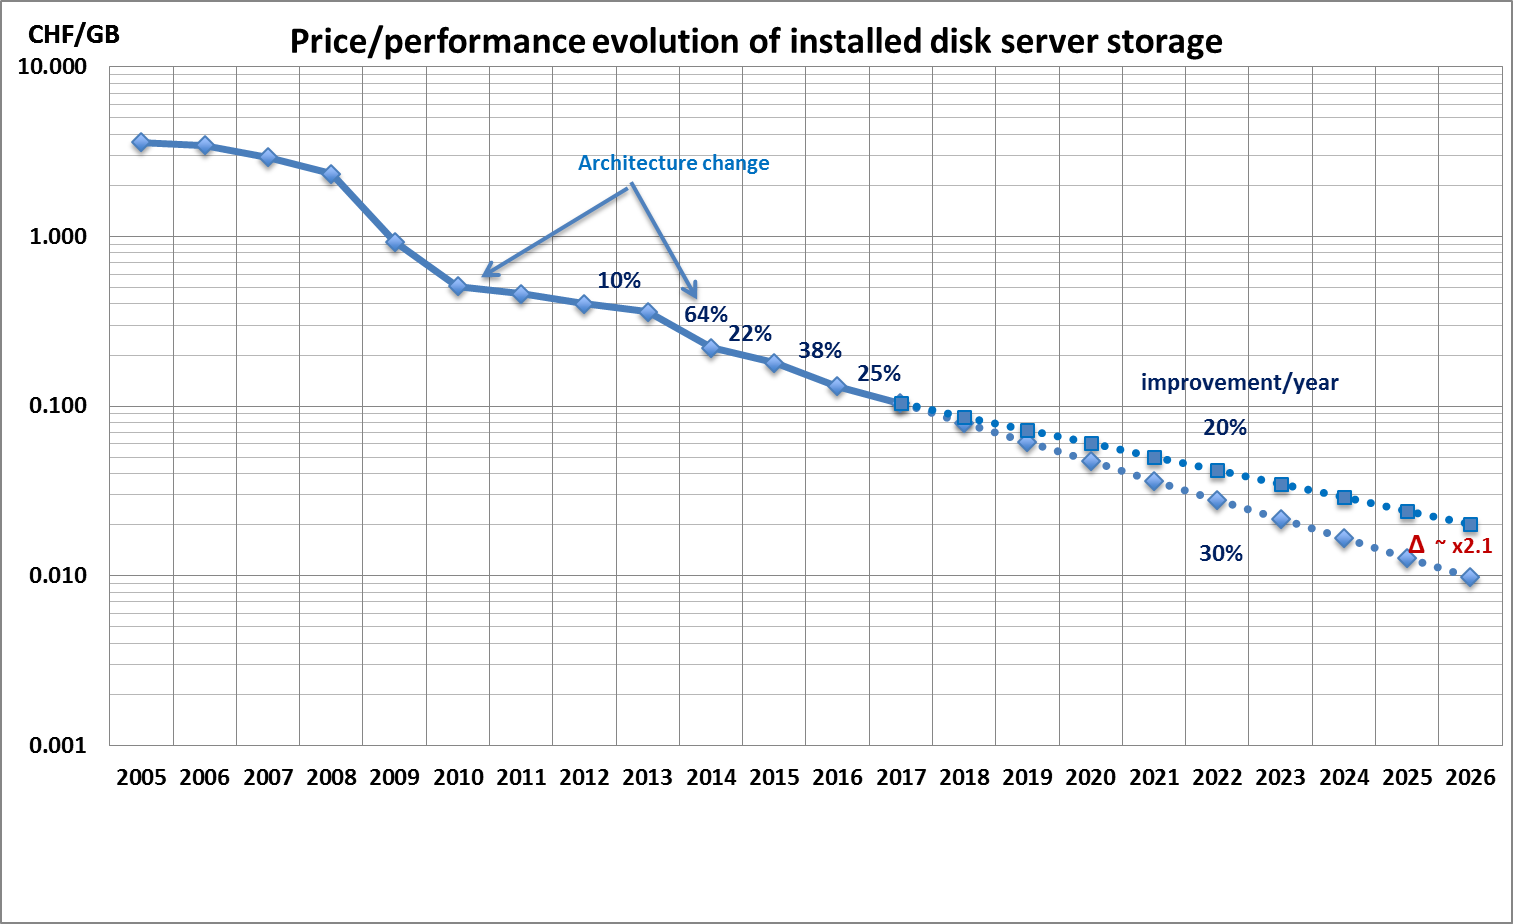 CHF/GB
Price/performance evolution of installed disk server storage
10.000
Architecture change
1.000
10%
64%
22%
38%
25%
improvement/year
0.100
20%
Δ ~ x2.1
30%
0.010
0.001
2005 2006 2007 2008 2009 2010 2011 2012 2013 2014 2015 2016 2017 2018 2019 2020 2021 2022 2023 2024 2025 2026